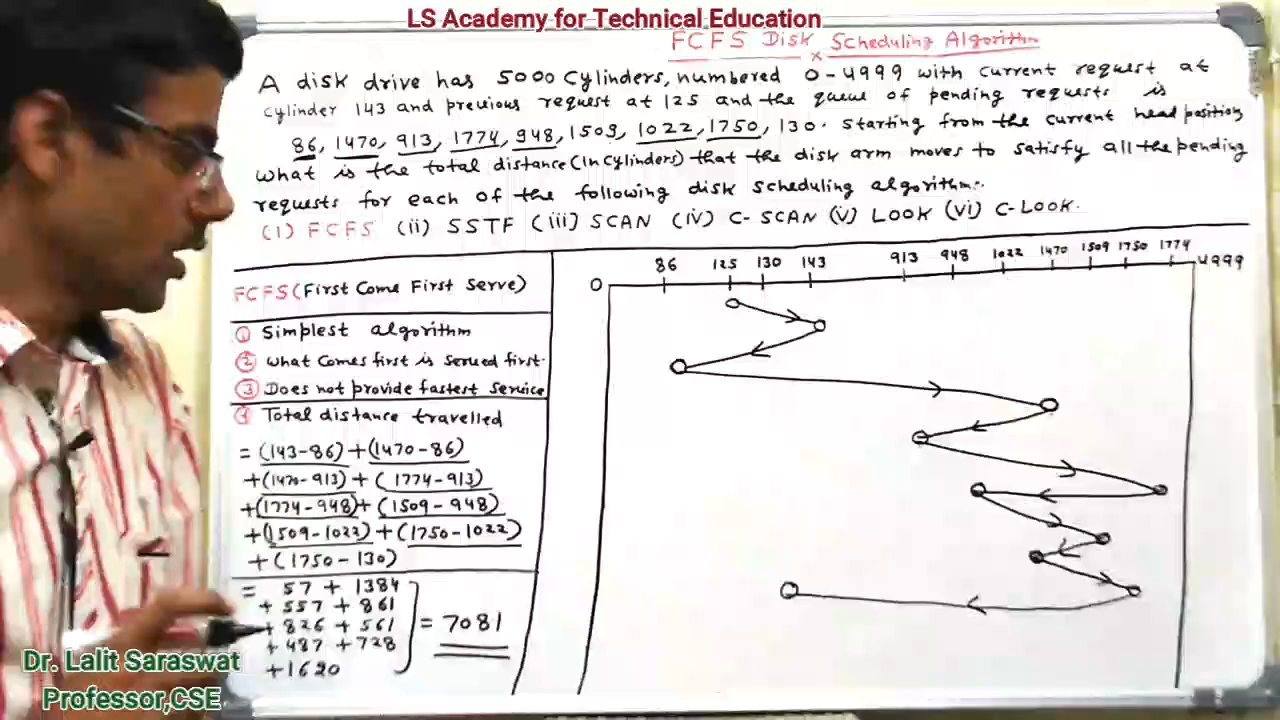 LS Academy for Technical Education
FCFS Disk Scheduling Algorithm
A disk drive has 5000 cylinders, numbered 0-4999 with current request at
cylinder 143 and previous request at 125 and the queue of pending requests is
86, 1470, 913, 1774, 948, 1509, 1022, 1750, 130. Starting from the current head position,
what is the total distance (in cylinders) that the disk arm moves to satisfy all the pending
requests for each of the following disk scheduling algorithm:.
(i) FCFS (ii) SSTF (iii) SCAN (iv) C-SCAN (v) LOOK (vi) C-LOOK.
FCFS (First Come First Serve)
① Simplest algorithm
② What comes first is served first.
③ Does not provide fastest service
④ Total distance travelled
= (143-86) + (1470-86)
+ (1470-913) + (1774-913)
+ (1774-948) + (1509-948)
+ (1509-1022) + (1750-1022)
+ (1750-130)
= 57 + 1384
+ 557 + 861
+ 826 + 561
+ 487 + 728
+ 1620
= 7081
0 86 125 130 143 913 948 1022 1470 1509 1750 1774 4999
Dr. Lalit Saraswat
Professor,CSE